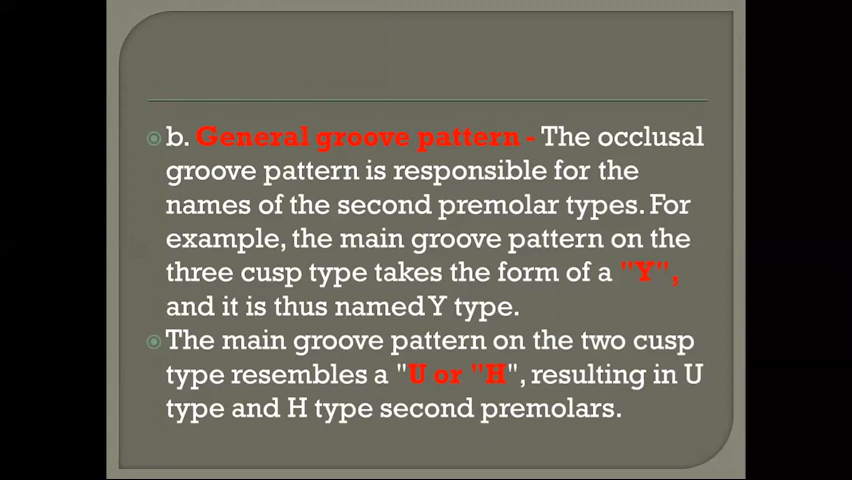 b. General groove pattern - The occlusal
groove pattern is responsible for the
names of the second premolar types. For
example, the main groove pattern on the
three cusp type takes the form of a "Y",
and it is thus named Y type.
The main groove pattern on the two cusp
type resembles a "U or "H", resulting in U
type and H type second premolars.